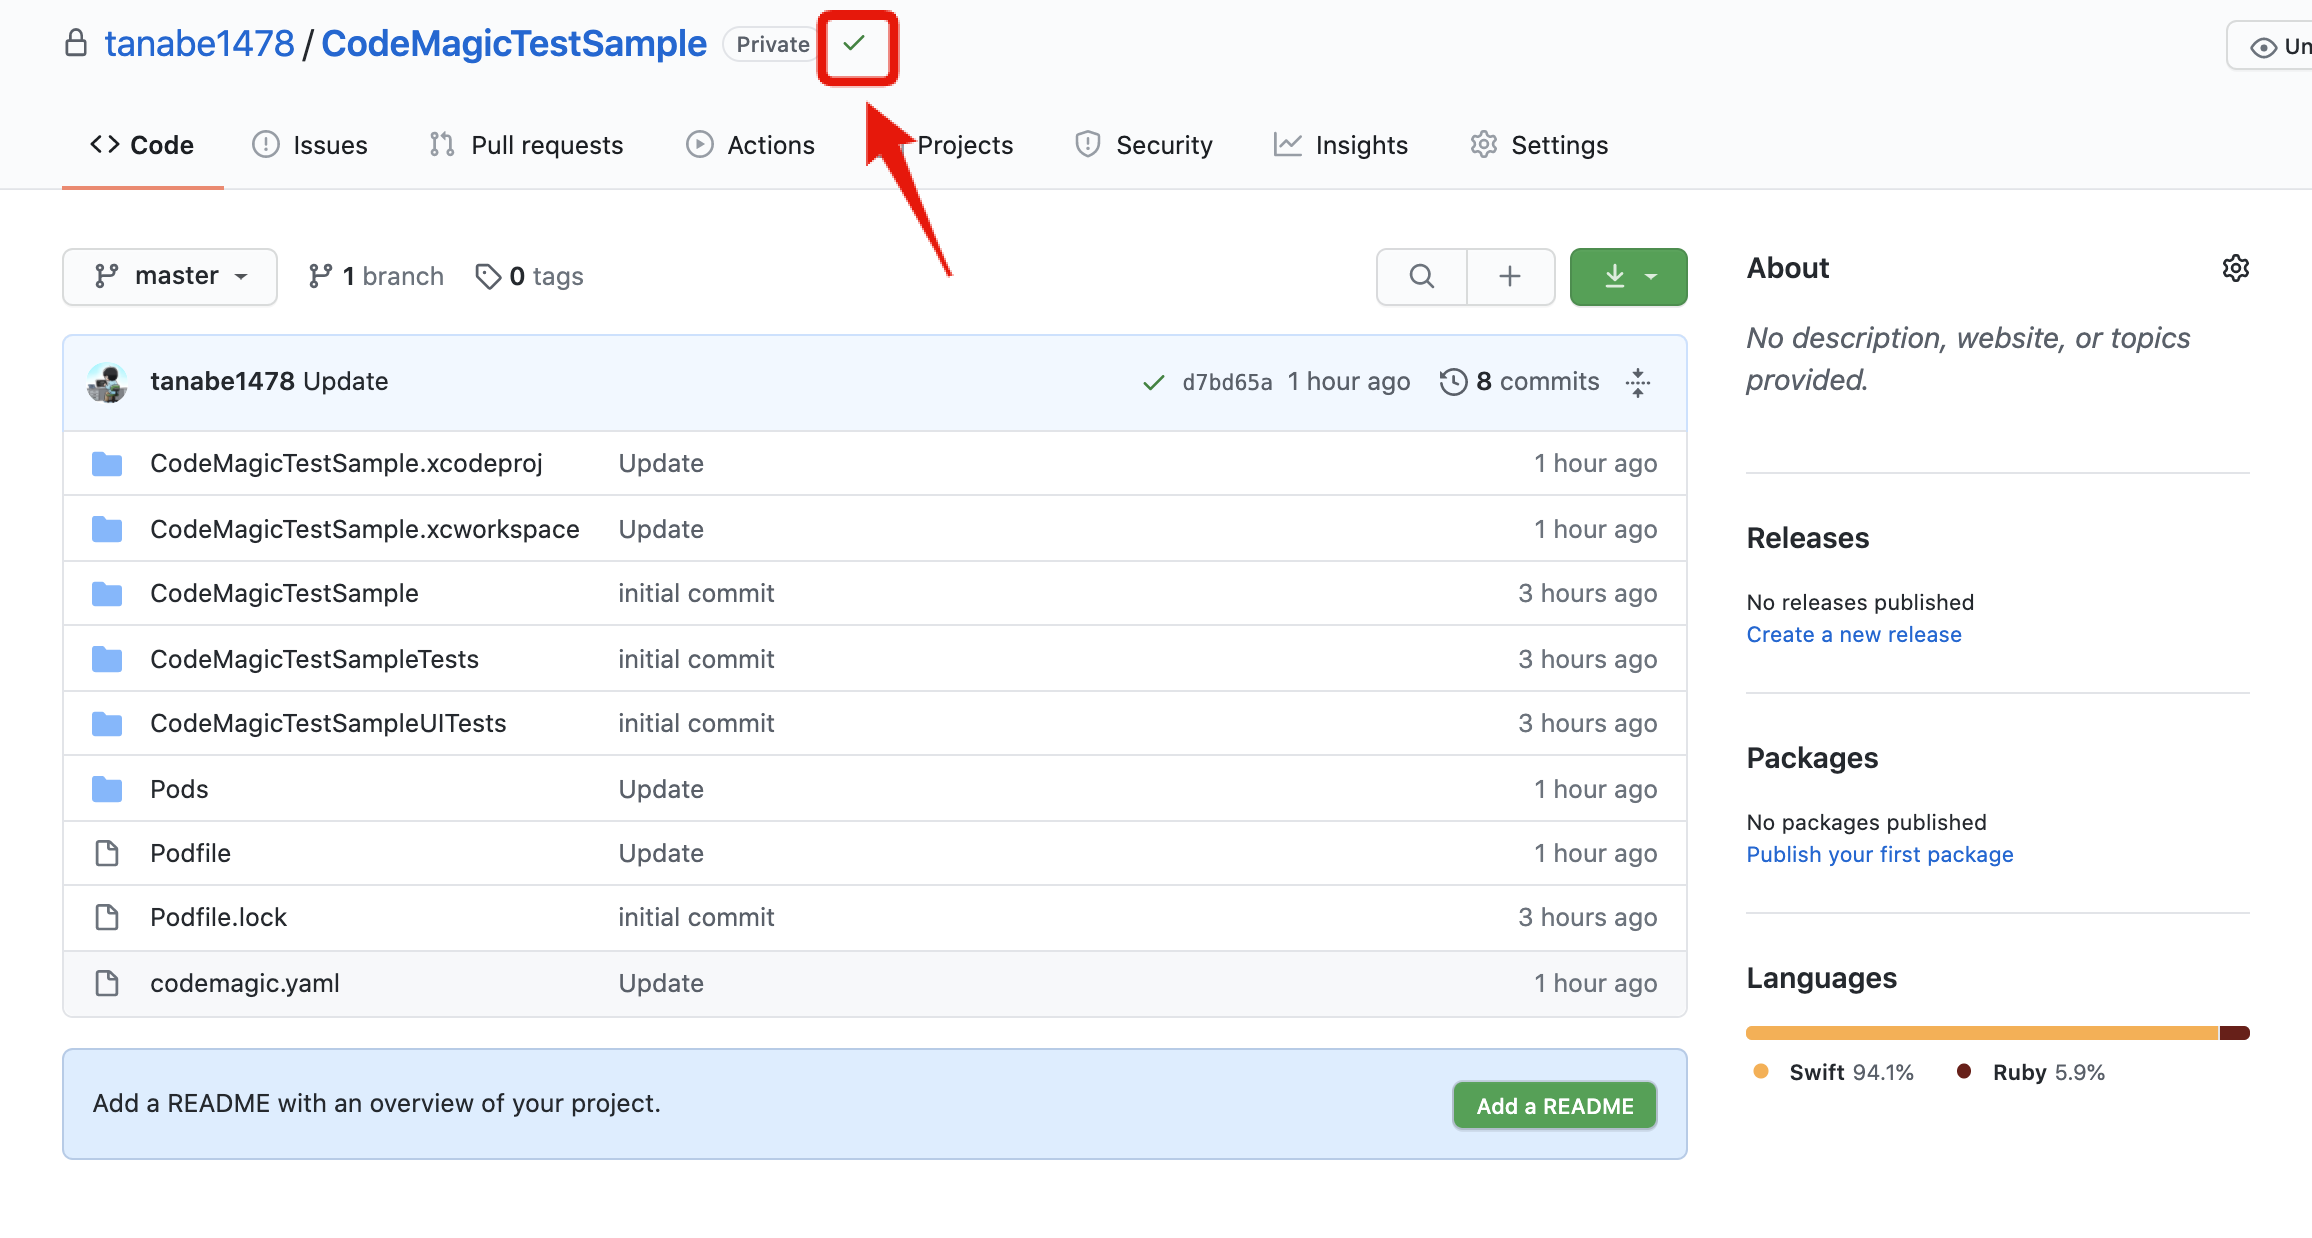 tanabe1478 / CodeMagicTestSample Private
Un
Code Issues Pull requests Actions Projects Security Insights Settings
master 1 branch 0 tags
tanabe1478 Update d7bd65a 1 hour ago 8 commits
CodeMagicTestSample.xcodeproj Update 1 hour ago
CodeMagicTestSample.xcworkspace Update 1 hour ago
CodeMagicTestSample initial commit 3 hours ago
CodeMagicTestSampleTests initial commit 3 hours ago
CodeMagicTestSampleUITests initial commit 3 hours ago
Pods Update 1 hour ago
Podfile Update 1 hour ago
Podfile.lock initial commit 3 hours ago
codemagic.yaml Update 1 hour ago
Add a README with an overview of your project. Add a README
About
No description, website, or topics
provided.
Releases
No releases published
Create a new release
Packages
No packages published
Publish your first package
Languages
Swift 94.1% Ruby 5.9%